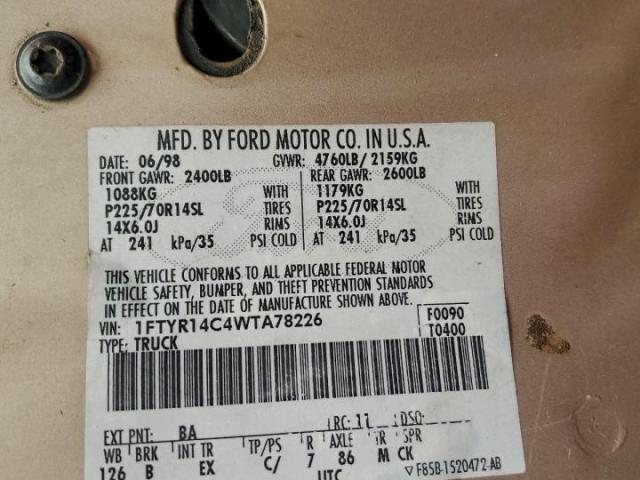 MFD. BY FORD MOTOR CO. IN U.S.A.
DATE: 06/98 GVWR: 4760LB/ 2159KG
FRONT GAWR: 2400LB REAR GAWR: 2600LB
1088KG WITH 1179KG WITH
P225/70R14SL TIRES P225/70R14SL TIRES
14X6.0J RIMS 14X6.0J RIMS
AT 241 kPa/35 PSI COLD AT 241 kPa/35 PSI COLD
THIS VEHICLE CONFORMS TO ALL APPLICABLE FEDERAL MOTOR
VEHICLE SAFETY, BUMPER, AND THEFT PREVENTION STANDARDS
IN EFFECT ON THE DATE OF MANUFACTURE SHOWN ABOVE.
VIN: 1FTYR14C4WTA78226 F0090
TYPE: TRUCK T0400
EXT PNT: BA RC: 11 DSO:
WB BRK INT TR TP/PS R AXLE TR SPR
126 B EX C/ 7 86 M CK
UTC ▽F85B-1520472-AB